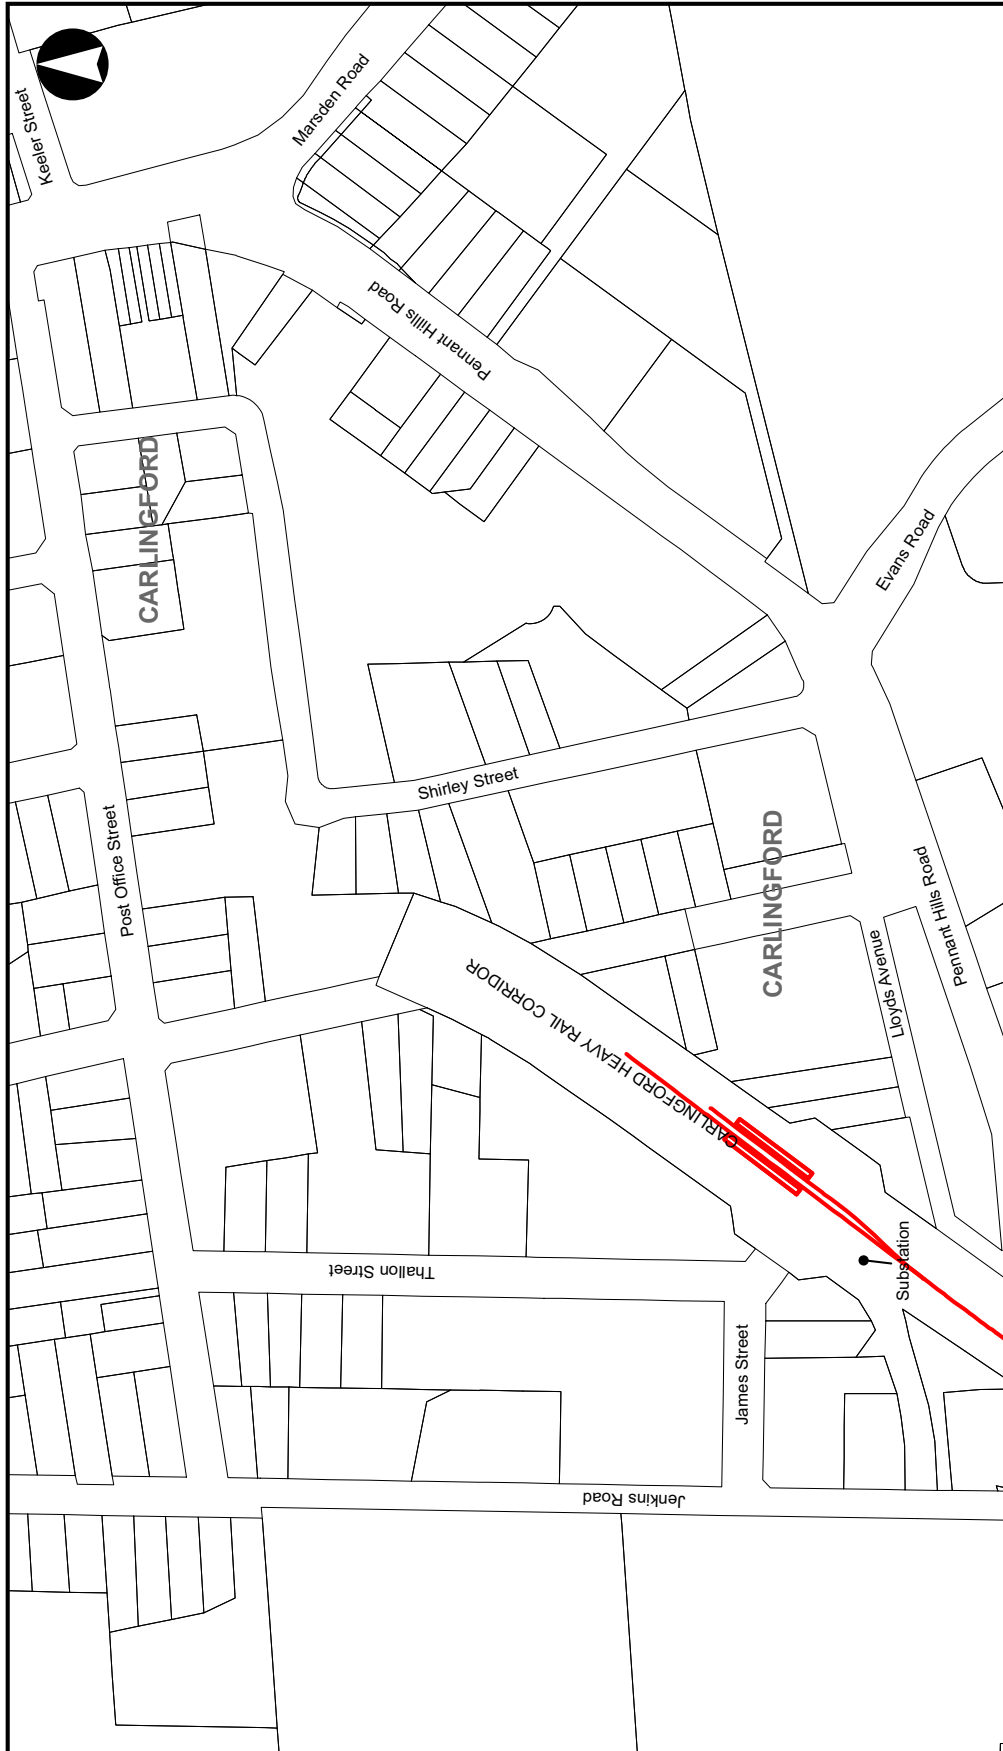 Keeler Street
Marsden Road
Pennant Hillls Road
CARLINGFORD
Evans Road
Shirley Street
Post Office Street
CARLINGFORD
Pennant Hills Road
Lloyds Avenue
CARLINGFORD HEAVY RAIL CORRIDOR
Substation
Thallon Street
James Street
Jenkins Road